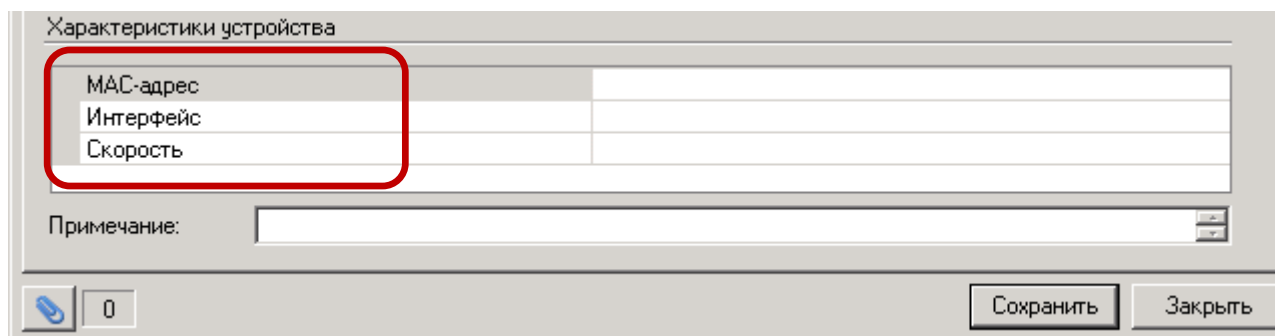 Характеристики устройства
MAC-адрес
Интерфейс
Скорость
Примечание:
0
Сохранить
Закрыть